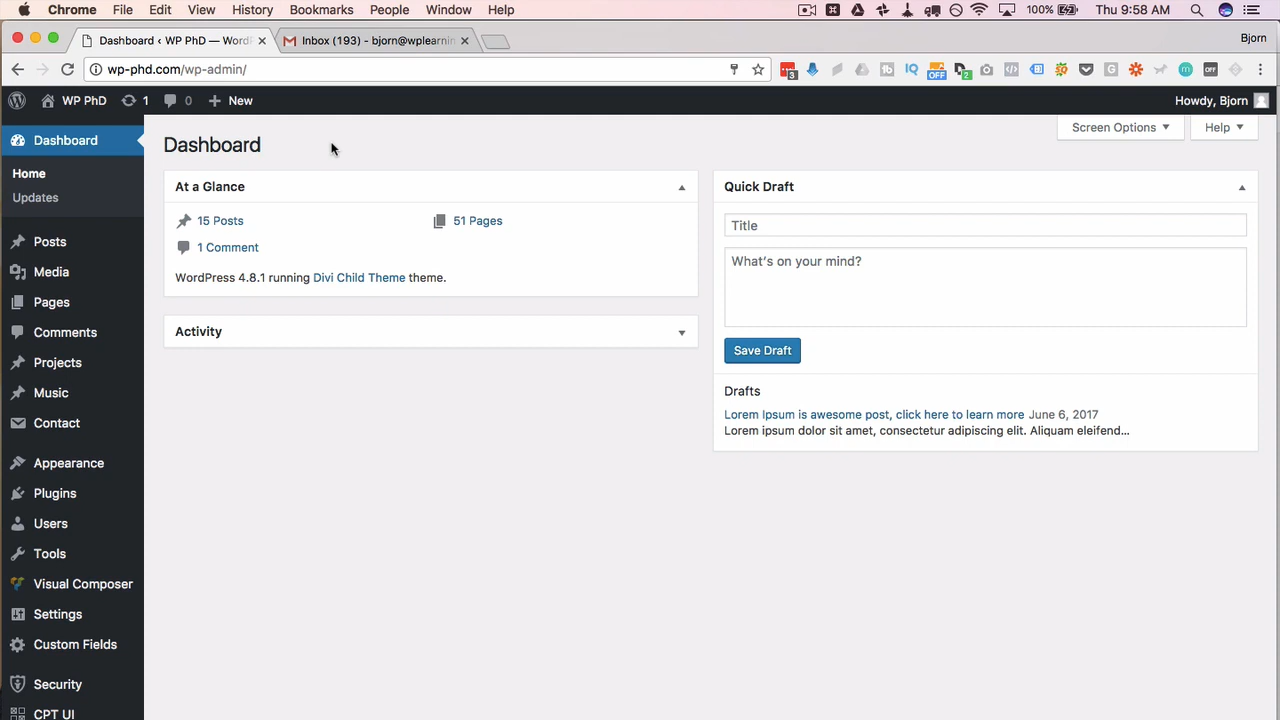 Chrome File Edit View History Bookmarks People Window Help 100% Thu 9:58 AM
Dashboard ‹ WP PhD — WordP Inbox (193) - bjorn@wplearnin Bjorn
wp-phd.com/wp-admin/
WP PhD 1 0 New Howdy, Bjorn
Dashboard
Home
Updates
Posts
Media
Pages
Comments
Projects
Music
Contact
Appearance
Plugins
Users
Tools
Visual Composer
Settings
Custom Fields
Security
CPT UI
Screen Options Help
Dashboard
At a Glance
15 Posts 51 Pages
1 Comment
WordPress 4.8.1 running Divi Child Theme theme.
Activity
Quick Draft
Title
What's on your mind?
Save Draft
Drafts
Lorem Ipsum is awesome post, click here to learn more June 6, 2017
Lorem ipsum dolor sit amet, consectetur adipiscing elit. Aliquam eleifend…